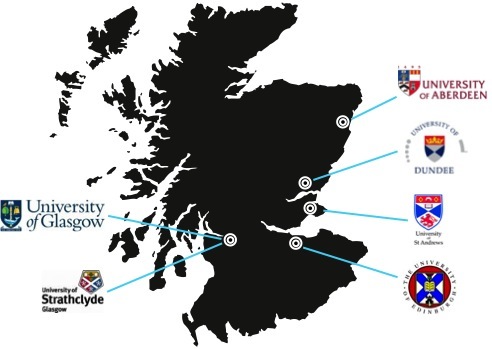 UNIVERSITY
OF ABERDEEN
UNIVERSITY OF
DUNDEE
University
of
St Andrews
THE UNIVERSITY
OF EDINBURGH
University
of Glasgow
University of
Strathclyde
Glasgow